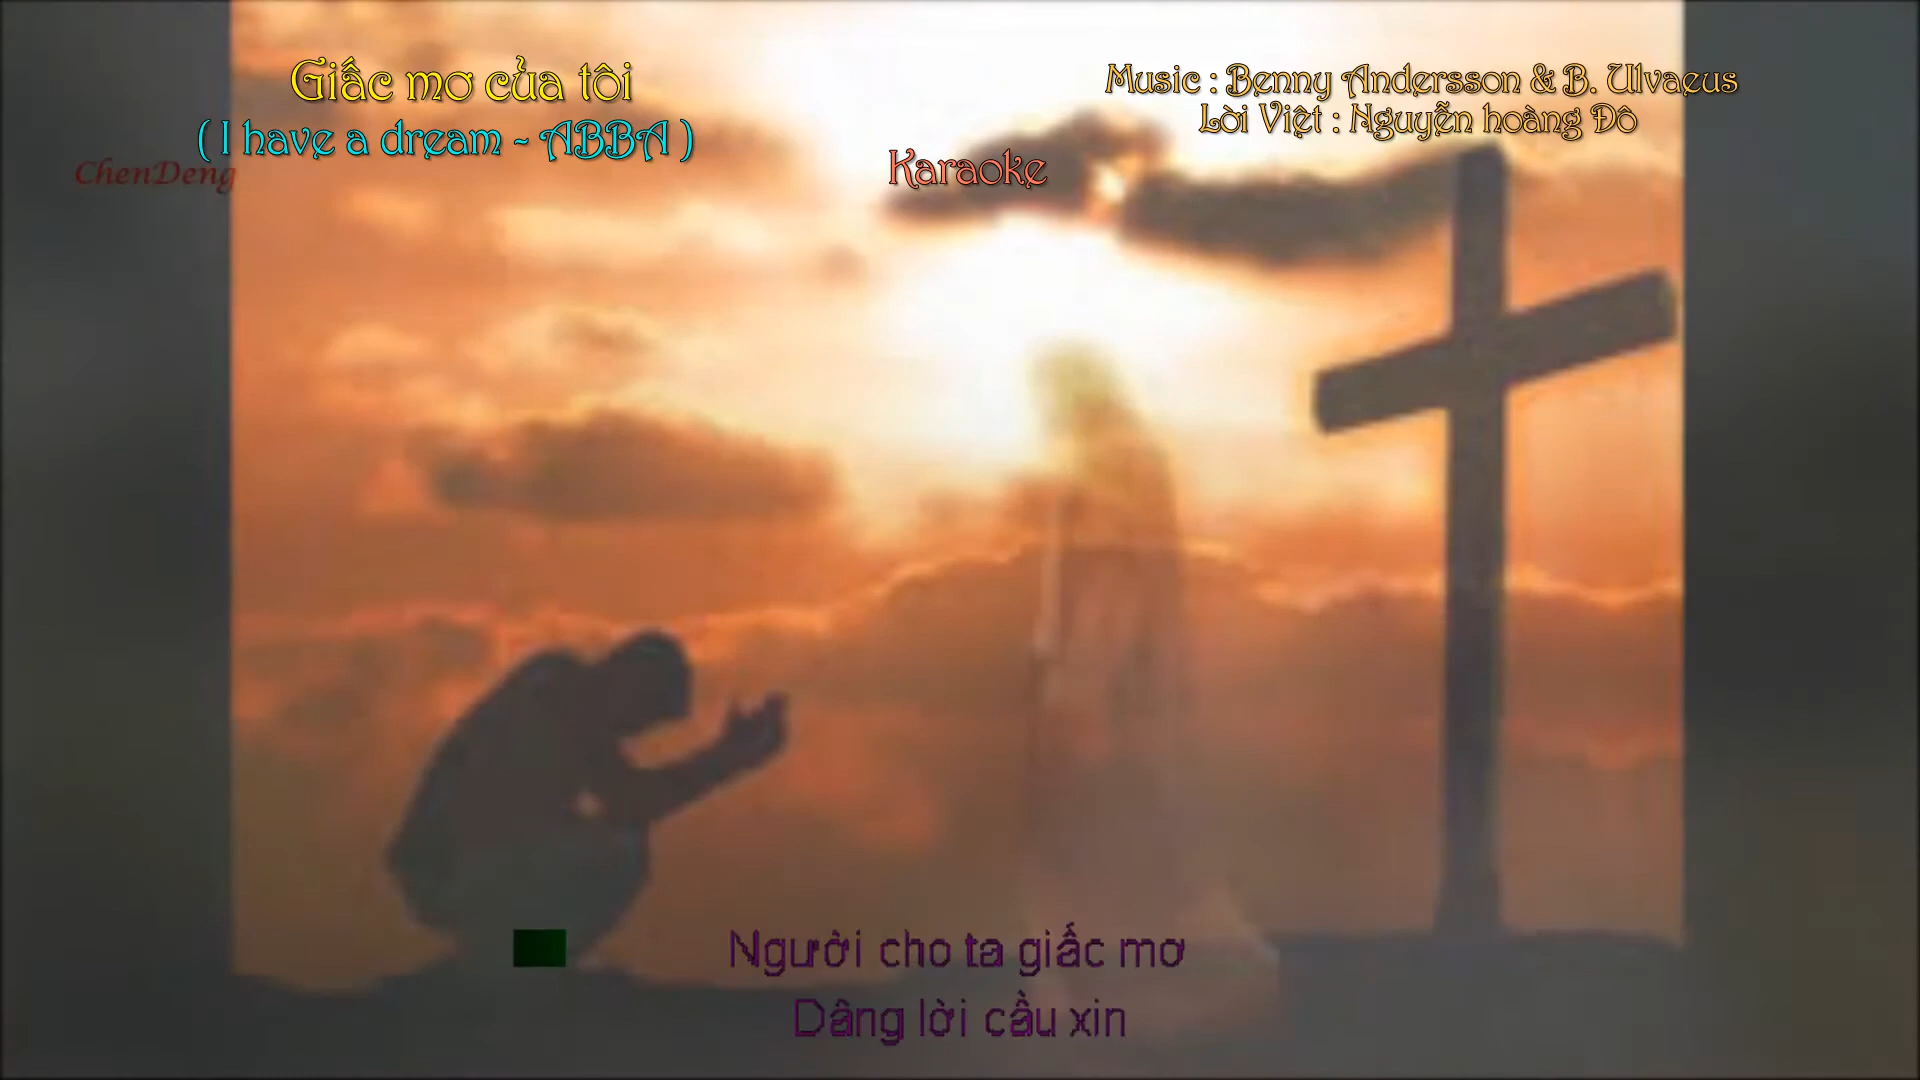 Giấc mơ của tôi
( I have a dream - ABBA )
ChenDeng
Karaoke
Music : Benny Andersson & B. Ulvaeus
Lời Việt : Nguyễn hoàng Đô
Người cho ta giấc mơ
Dâng lời cầu xin